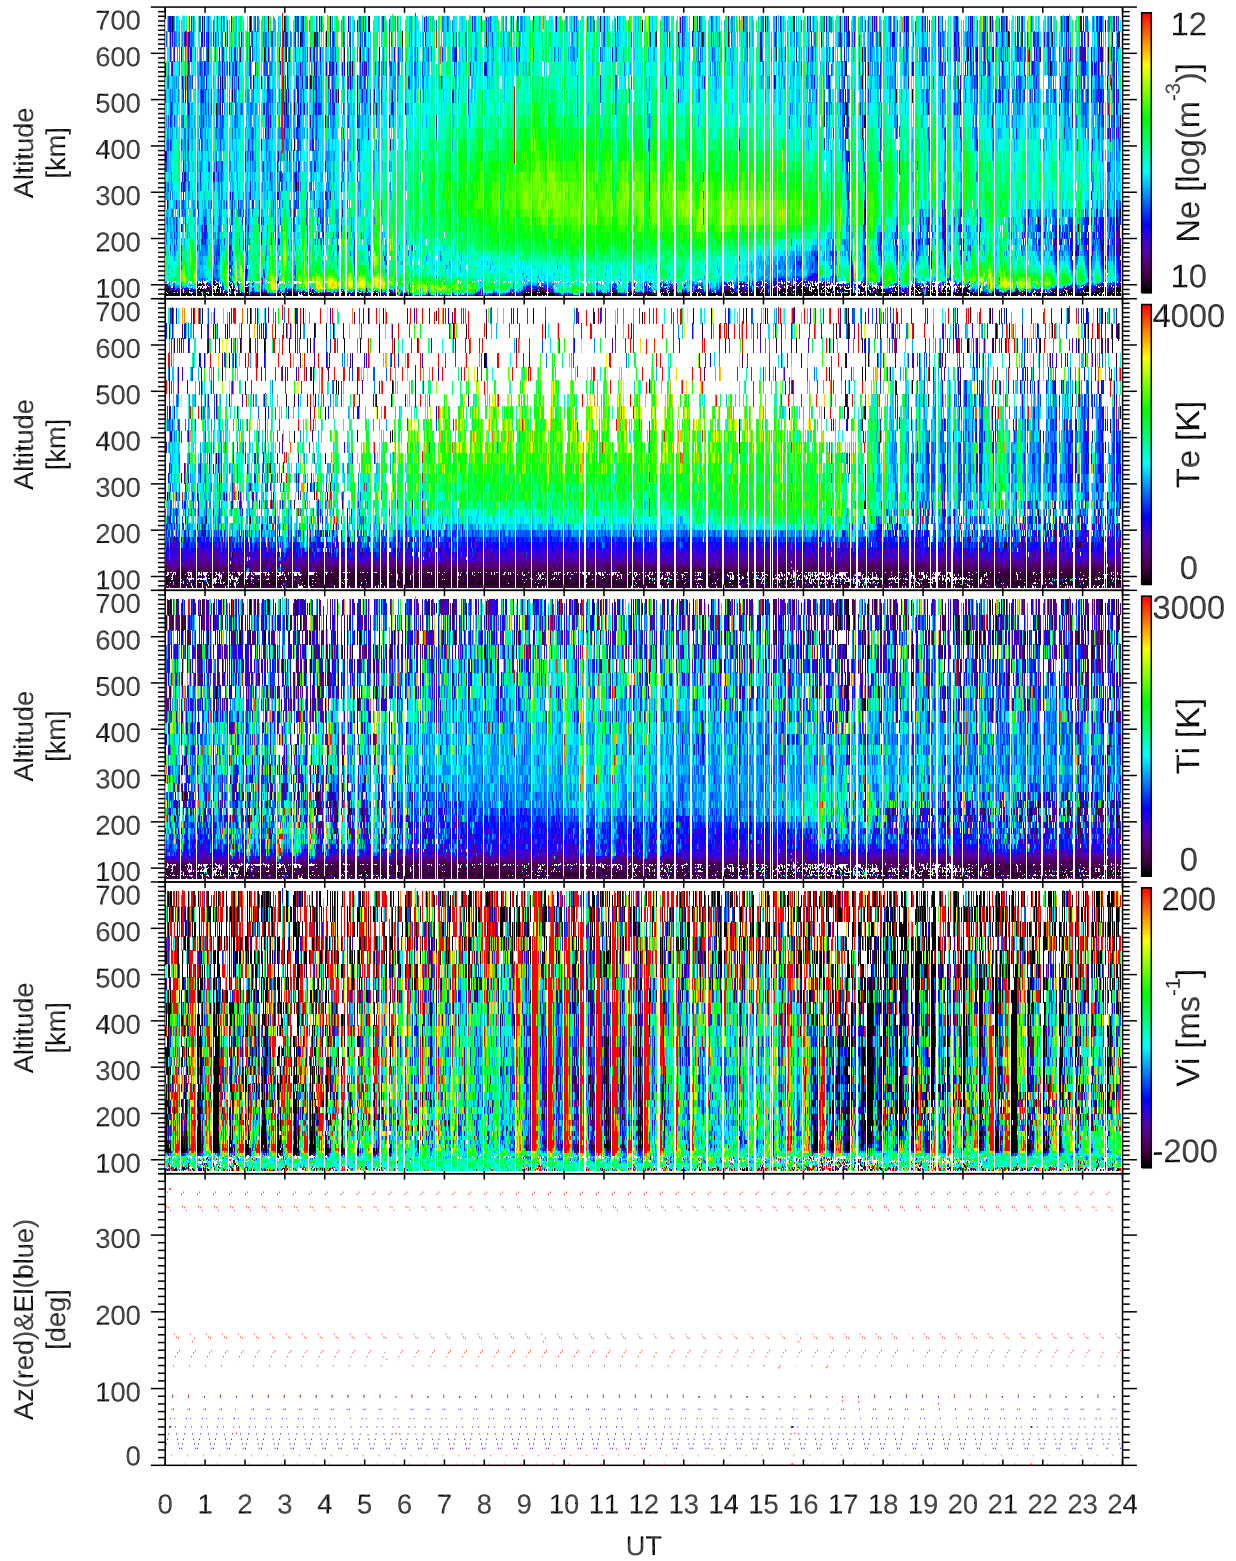 700
600
500
400
300
200
100
Altitude
[km]
12
Ne [log(m⁻³)]
10
700
600
500
400
300
200
100
Altitude
[km]
4000
Te [K]
0
700
600
500
400
300
200
100
Altitude
[km]
3000
Ti [K]
0
700
600
500
400
300
200
100
Altitude
[km]
200
Vi [ms⁻¹]
-200
300
200
100
0
Az(red)&El(blue)
[deg]
0 1 2 3 4 5 6 7 8 9 10 11 12 13 14 15 16 17 18 19 20 21 22 23 24
UT